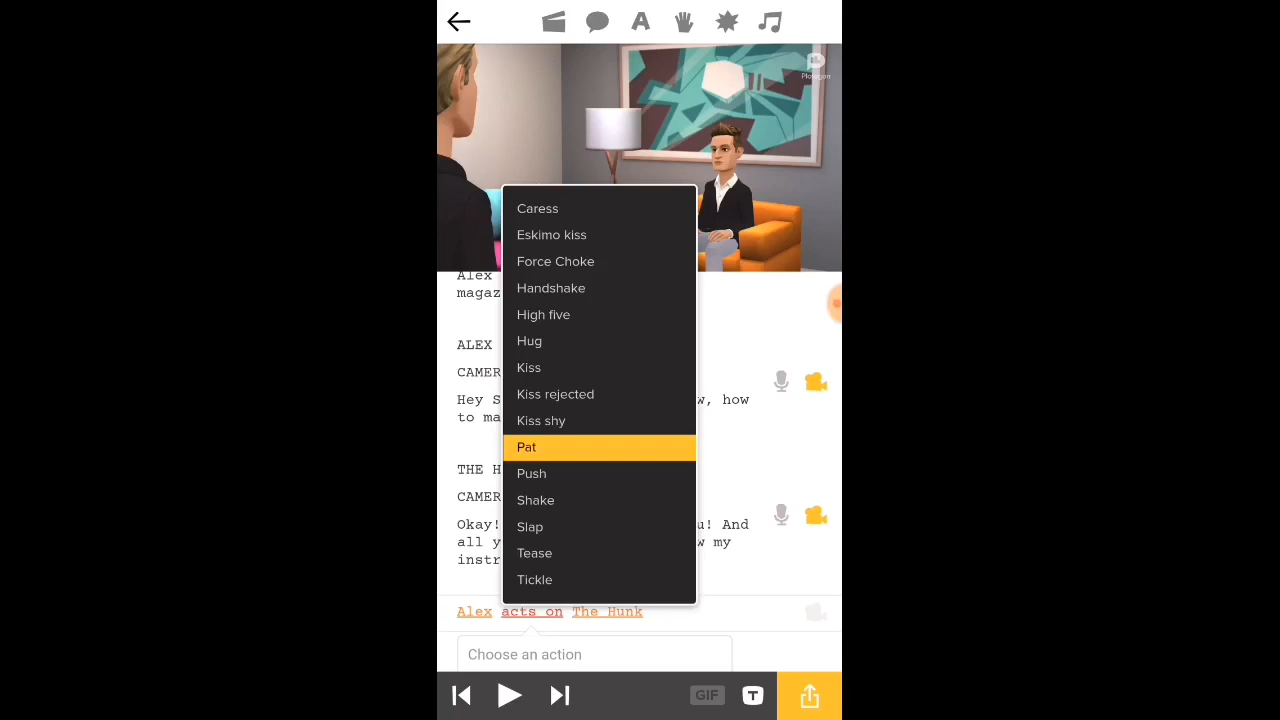 A
Plotagon
Caress
Eskimo kiss
Force Choke
Handshake
High five
Hug
Kiss
Kiss rejected
Kiss shy
Pat
Push
Shake
Slap
Tease
Tickle
Alex
magaz
ALEX
CAMER
Hey S w, how
to ma
THE H
CAMER
Okay! u! And
all y w my
instr
Alex acts on The Hunk
Choose an action
GIF T